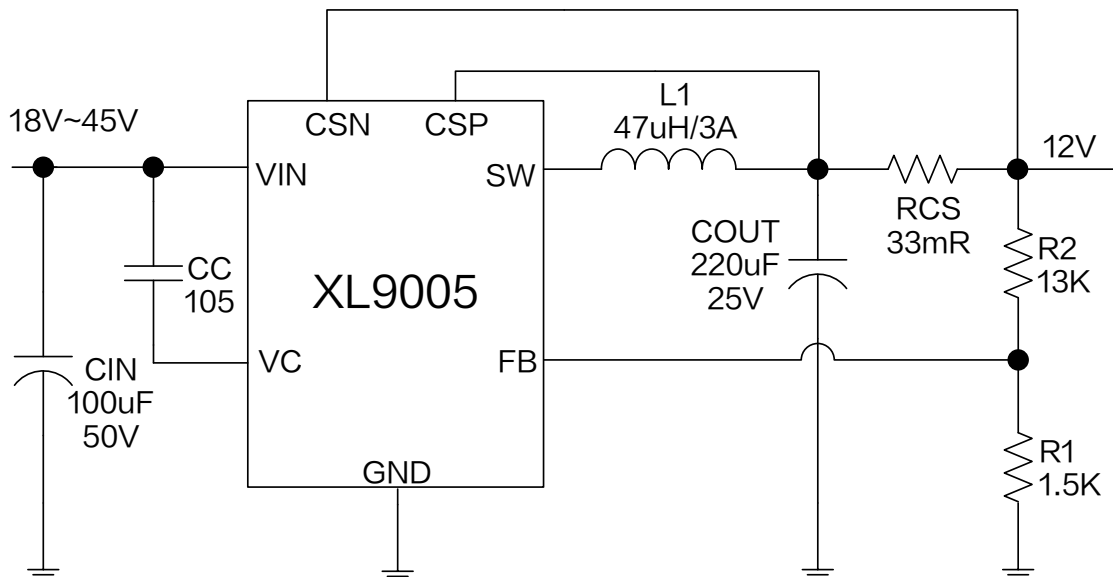 18V~45V
CSN
CSP
L1
47uH/3A
12V
VIN
SW
RCS
33mR
COUT
220uF
25V
R2
13K
CC
105
XL9005
VC
FB
CIN
100uF
50V
GND
R1
1.5K